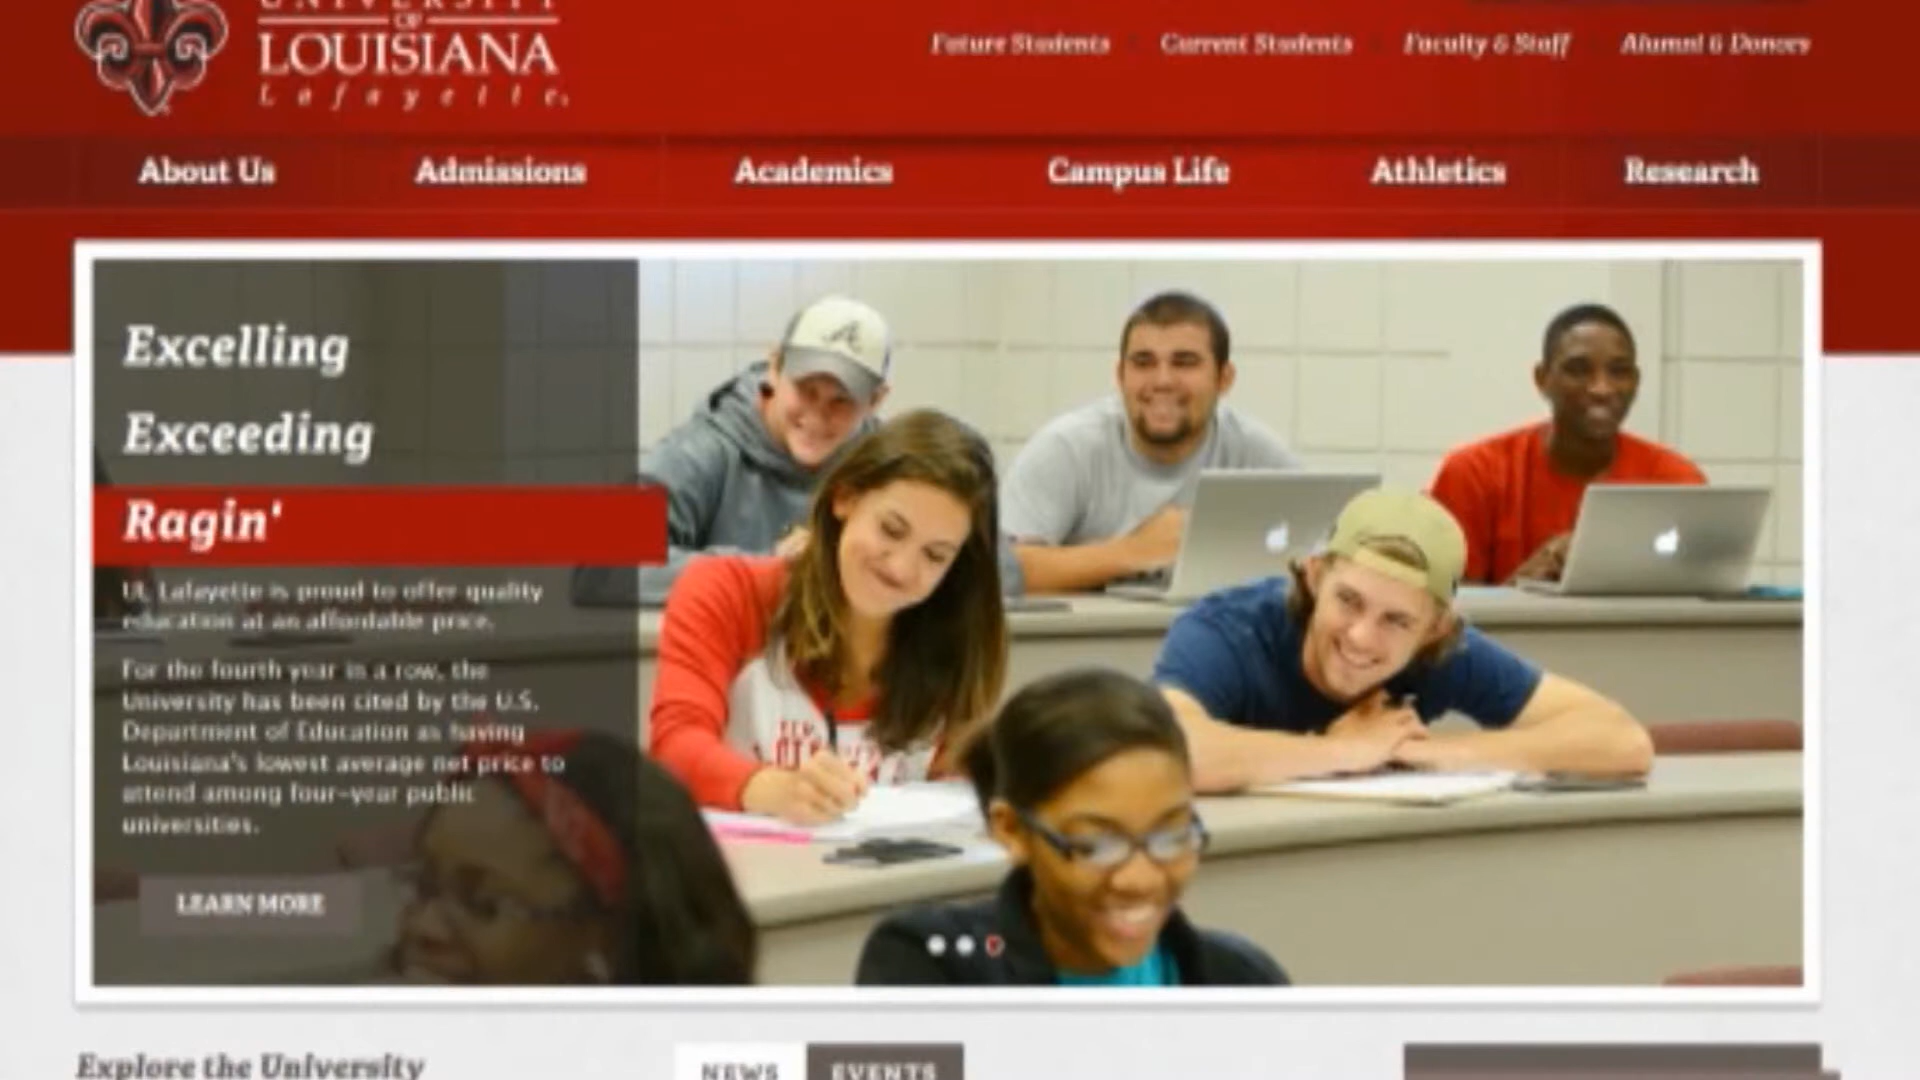 UNIVERSITY
OF
LOUISIANA
Lafayette
Future Students
Current Students
Faculty & Staff
Alumni & Donors
About Us
Admissions
Academics
Campus Life
Athletics
Research
Excelling
Exceeding
Ragin'
UL Lafayette is proud to offer quality
education at an affordable price.
For the fourth year in a row, the
University has been cited by the U.S.
Department of Education as having
Louisiana's lowest average net price to
attend among four-year public
universities.
LEARN MORE
A
Explore the University
NEWS
EVENTS